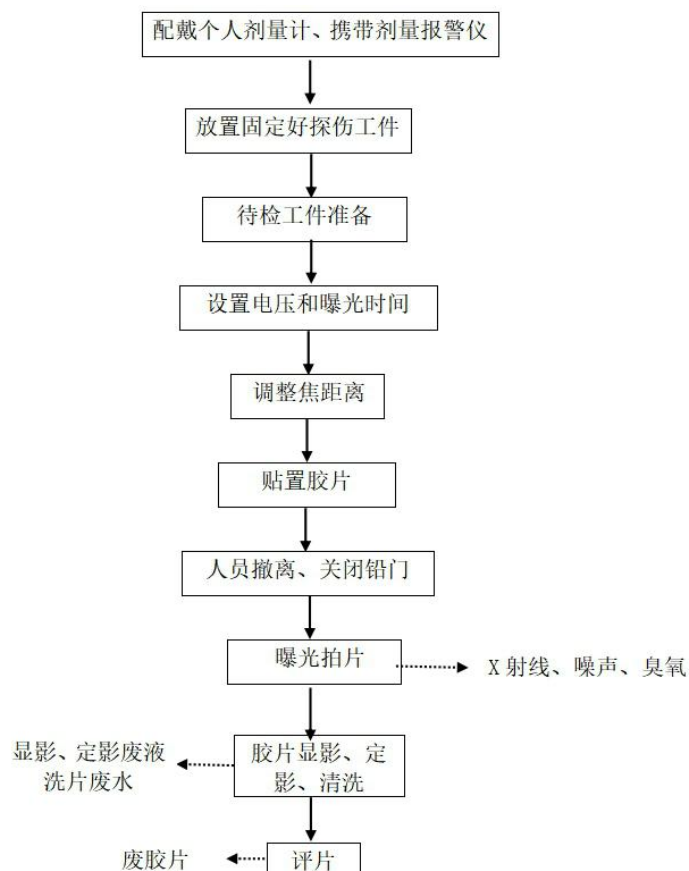 配戴个人剂量计、携带剂量报警仪
放置固定好探伤工件
待检工件准备
设置电压和曝光时间
调整焦距离
贴置胶片
人员撤离、关闭铅门
曝光拍片
X 射线、噪声、臭氧
显影、定影废液
洗片废水
胶片显影、定
影、清洗
废胶片
评片